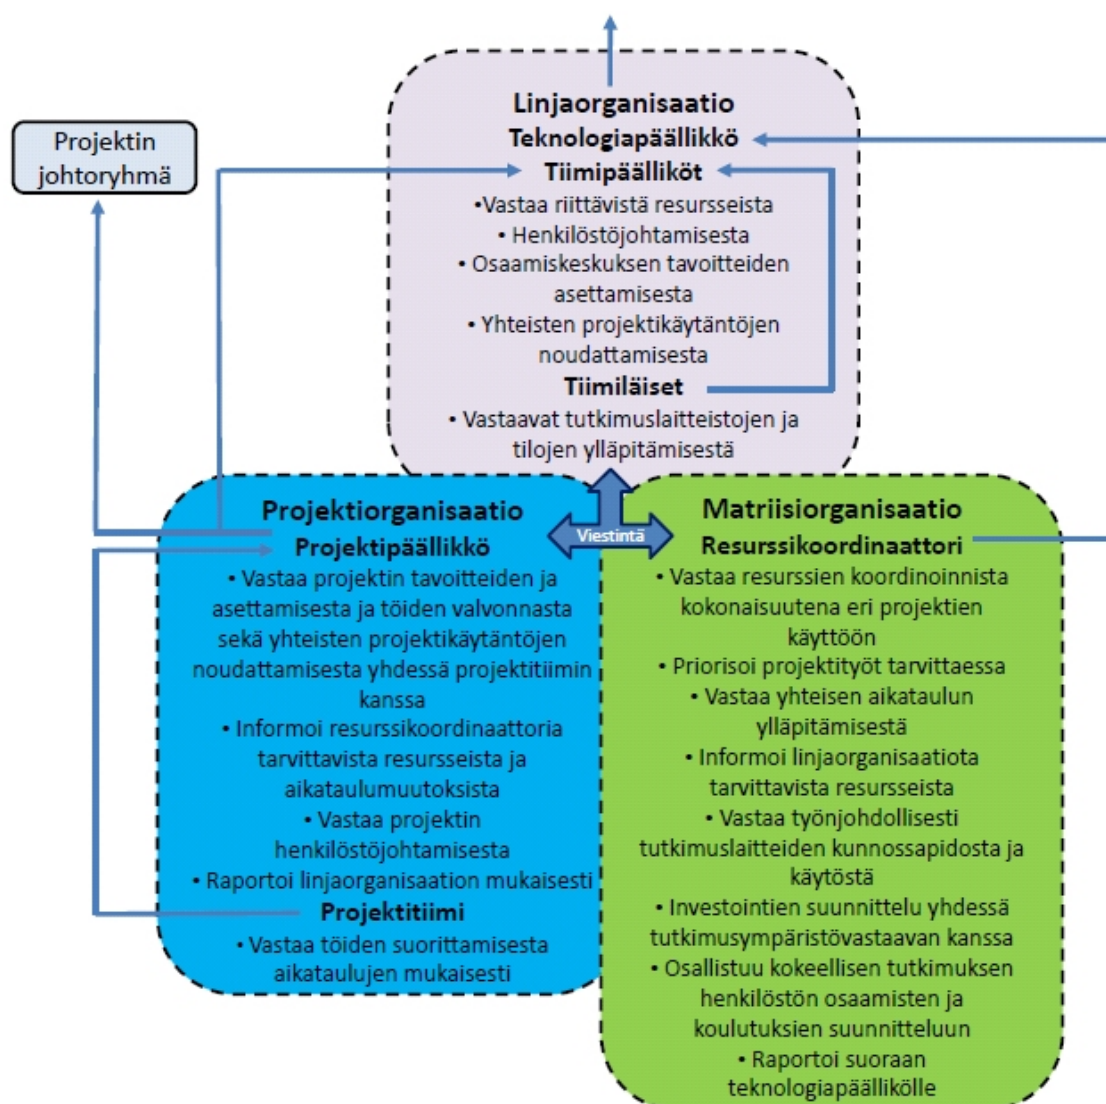 Projektin
johtoryhmä
Linjaorganisaatio
Teknologiapäällikkö
Tiimipäälliköt
•Vastaa riittävistä resursseista
• Henkilöstöjohtamisesta
• Osaamiskeskuksen tavoitteiden
asettamisesta
• Yhteisten projektikäytäntöjen
noudattamisesta
Tiimiläiset
• Vastaavat tutkimuslaitteistojen ja
tilojen ylläpitämisestä
Viestintä
Projektiorganisaatio
Projektipäällikkö
• Vastaa projektin tavoitteiden ja
asettamisesta ja töiden valvonnasta
sekä yhteisten projektikäytäntöjen
noudattamisesta yhdessä projektitiimin
kanssa
• Informoi resurssikoordinaattoria
tarvittavista resursseista ja
aikataulumuutoksista
• Vastaa projektin
henkilöstöjohtamisesta
• Raportoi linjaorganisaation mukaisesti
Projektitiimi
• Vastaa töiden suorittamisesta
aikataulujen mukaisesti
Matriisiorganisaatio
Resurssikoordinaattori
• Vastaa resurssien koordinoinnista
kokonaisuutena eri projektien
käyttöön
• Priorisoi projektityöt tarvittaessa
• Vastaa yhteisen aikataulun
ylläpitämisestä
• Informoi linjaorganisaatiota
tarvittavista resursseista
• Vastaa työnjohdollisesti
tutkimuslaitteiden kunnossapidosta ja
käytöstä
• Investointien suunnittelu yhdessä
tutkimusympäristövastaavan kanssa
• Osallistuu kokeellisen tutkimuksen
henkilöstön osaamisten ja
koulutuksien suunnitteluun
• Raportoi suoraan
teknologiapäällikölle